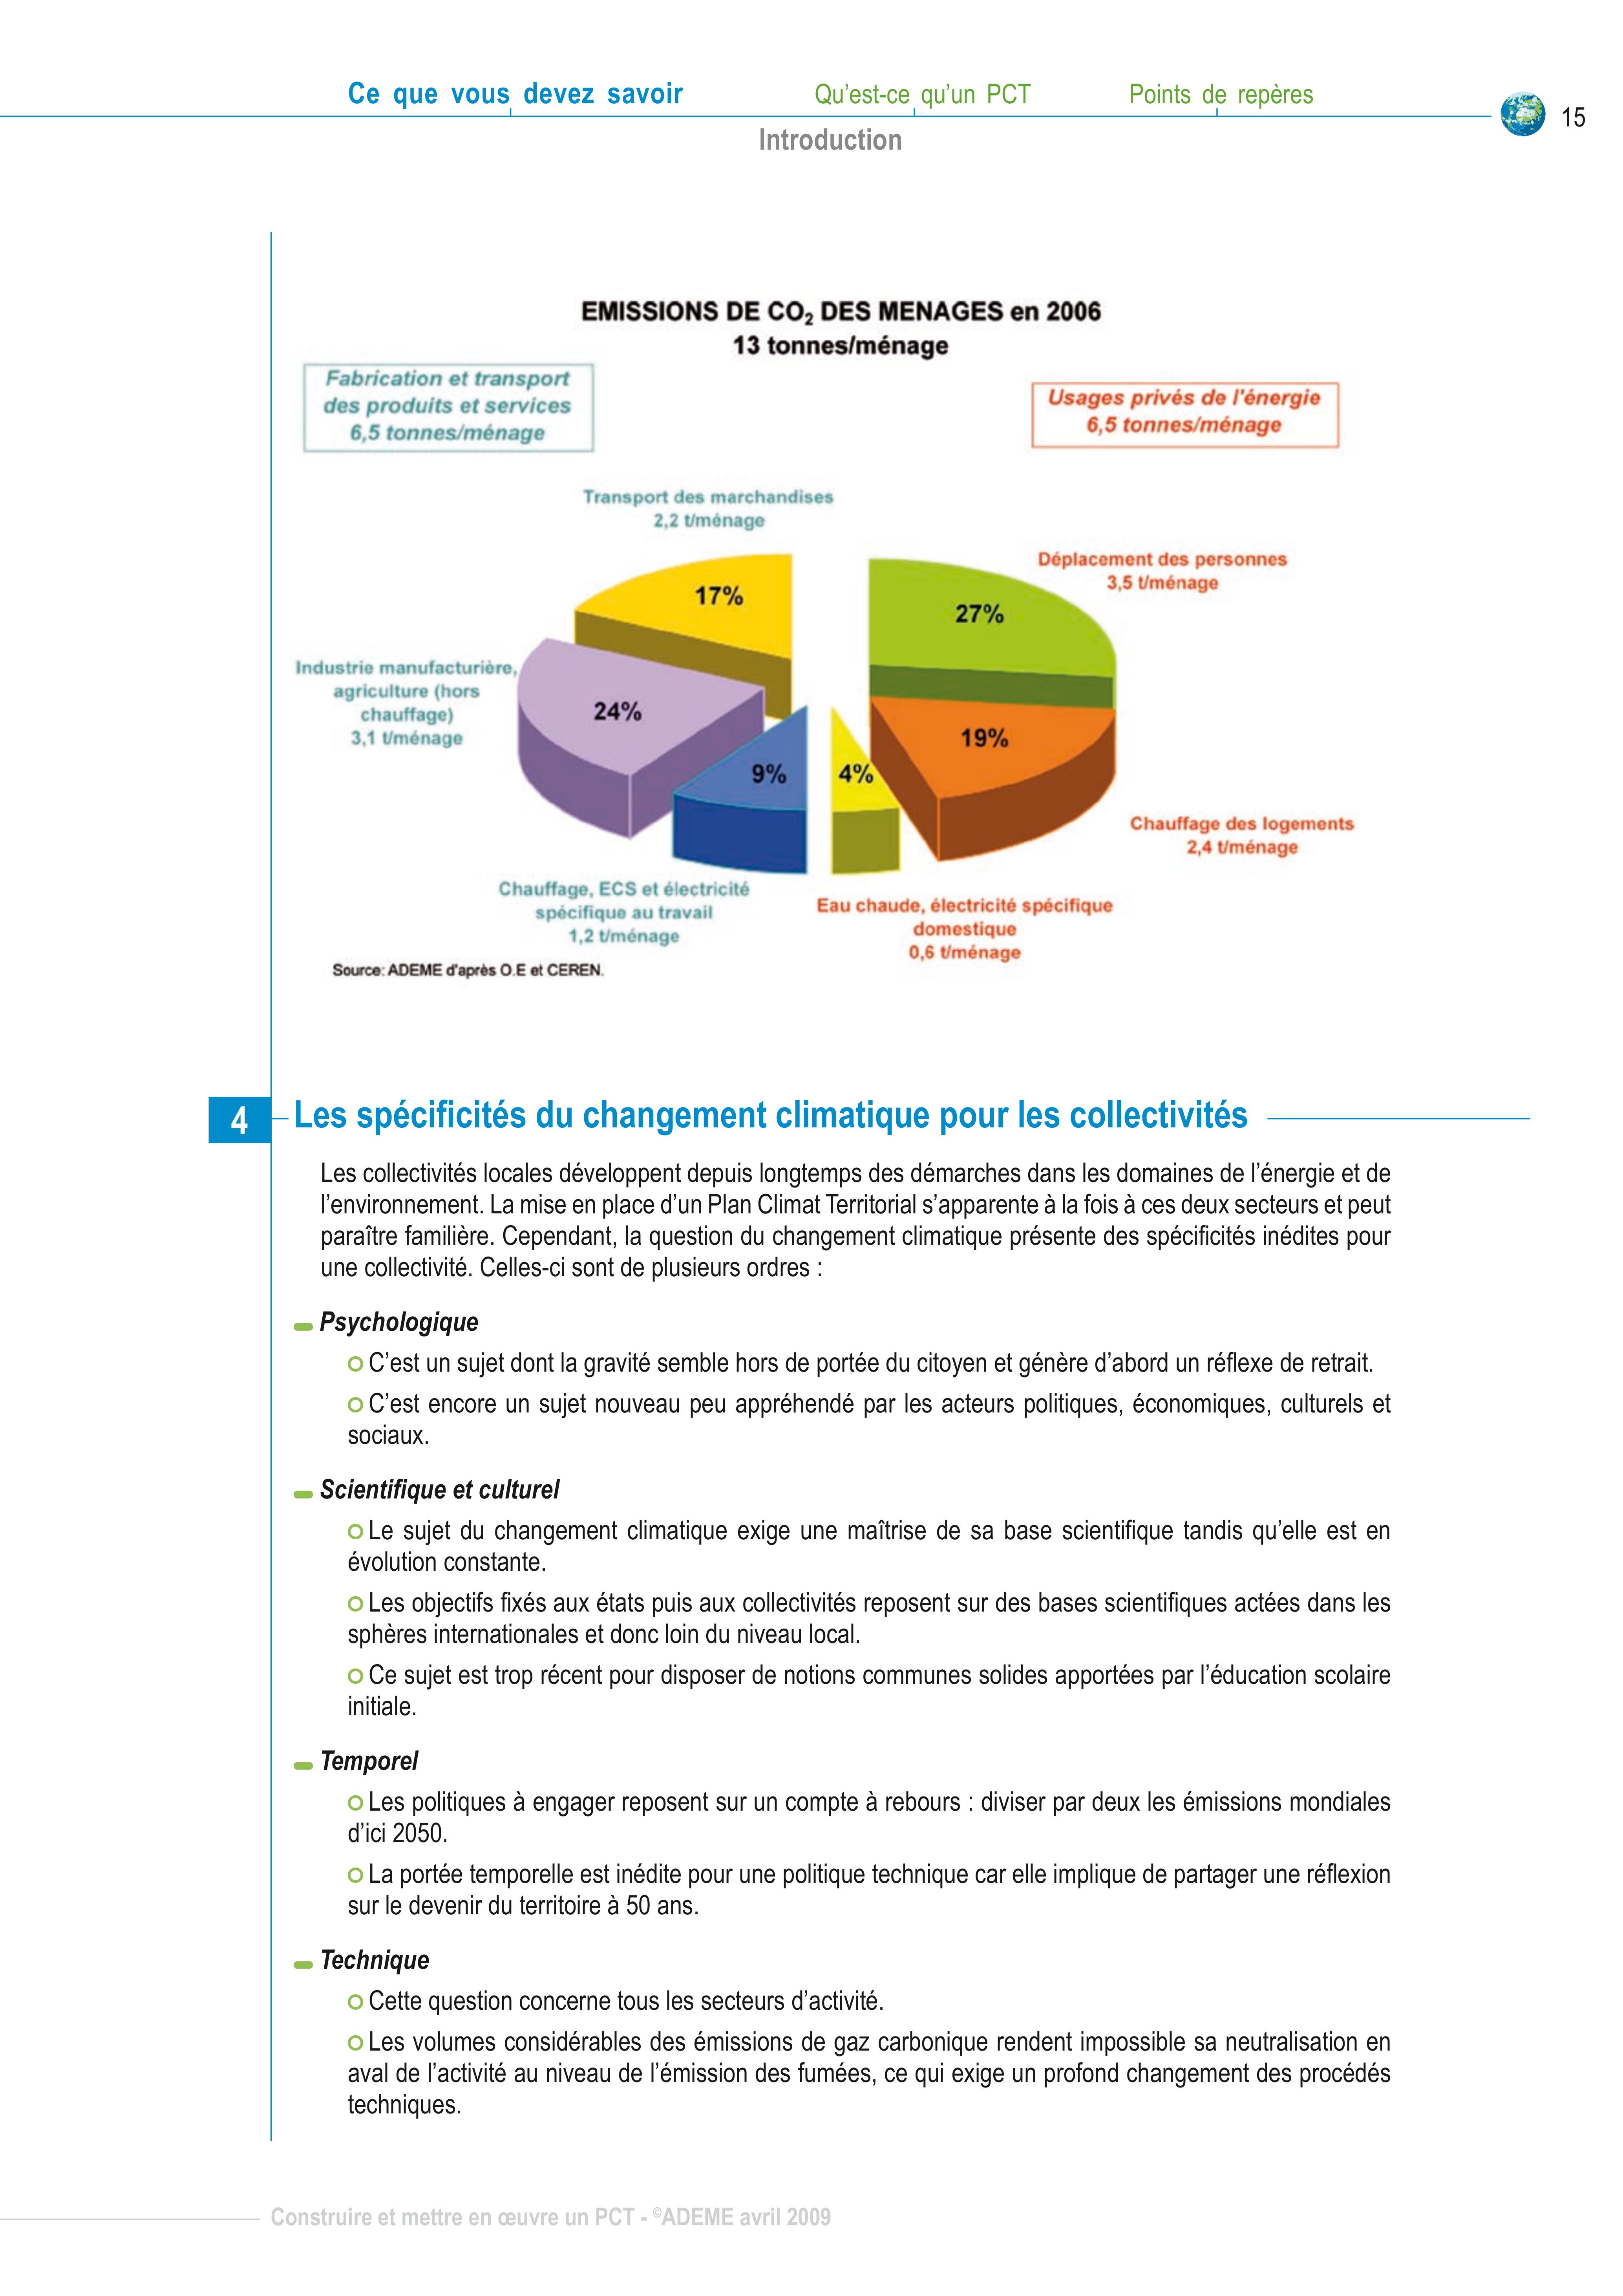 Ce que vous devez savoir
Qu’est-ce qu’un PCT
Points de repères
15
Introduction
EMISSIONS DE CO₂ DES MENAGES en 2006
13 tonnes/ménage
Fabrication et transport
des produits et services
6,5 tonnes/ménage
Usages privés de l'énergie
6,5 tonnes/ménage
Transport des marchandises
2,2 t/ménage
Déplacement des personnes
3,5 t/ménage
17%
27%
Industrie manufacturière,
agriculture (hors
chauffage)
3,1 t/ménage
24%
19%
9%
4%
Chauffage des logements
2,4 t/ménage
Chauffage, ECS et électricité
spécifique au travail
1,2 t/ménage
Eau chaude, électricité spécifique
domestique
0,6 t/ménage
Source: ADEME d'après O.E et CEREN.
4
Les spécificités du changement climatique pour les collectivités
Les collectivités locales développent depuis longtemps des démarches dans les domaines de l’énergie et de
l’environnement. La mise en place d’un Plan Climat Territorial s’apparente à la fois à ces deux secteurs et peut
paraître familière. Cependant, la question du changement climatique présente des spécificités inédites pour
une collectivité. Celles-ci sont de plusieurs ordres :
Psychologique
C’est un sujet dont la gravité semble hors de portée du citoyen et génère d’abord un réflexe de retrait.
C’est encore un sujet nouveau peu appréhendé par les acteurs politiques, économiques, culturels et
sociaux.
Scientifique et culturel
Le sujet du changement climatique exige une maîtrise de sa base scientifique tandis qu’elle est en
évolution constante.
Les objectifs fixés aux états puis aux collectivités reposent sur des bases scientifiques actées dans les
sphères internationales et donc loin du niveau local.
Ce sujet est trop récent pour disposer de notions communes solides apportées par l’éducation scolaire
initiale.
Temporel
Les politiques à engager reposent sur un compte à rebours : diviser par deux les émissions mondiales
d’ici 2050.
La portée temporelle est inédite pour une politique technique car elle implique de partager une réflexion
sur le devenir du territoire à 50 ans.
Technique
Cette question concerne tous les secteurs d’activité.
Les volumes considérables des émissions de gaz carbonique rendent impossible sa neutralisation en
aval de l’activité au niveau de l’émission des fumées, ce qui exige un profond changement des procédés
techniques.
Construire et mettre en œuvre un PCT - ©ADEME avril 2009